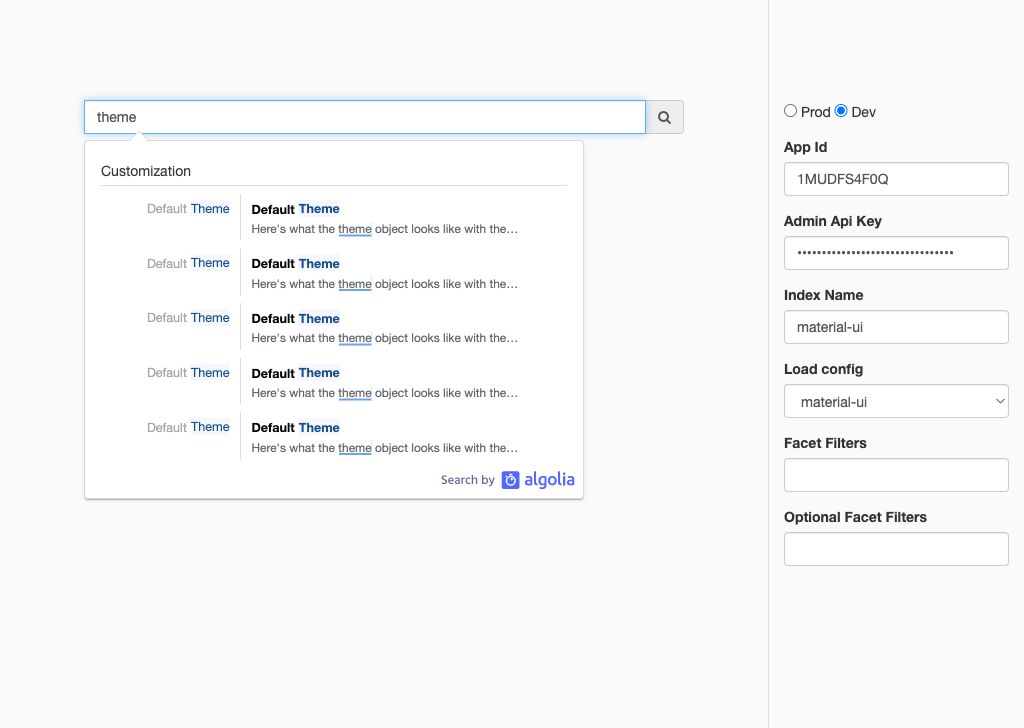 theme
Customization
Default Theme
Default Theme
Here's what the theme object looks like with the…
Default Theme
Default Theme
Here's what the theme object looks like with the…
Default Theme
Default Theme
Here's what the theme object looks like with the…
Default Theme
Default Theme
Here's what the theme object looks like with the…
Default Theme
Default Theme
Here's what the theme object looks like with the…
Search by algolia
Prod Dev
App Id
1MUDFS4F0Q
Admin Api Key
Index Name
material-ui
Load config
material-ui
Facet Filters
Optional Facet Filters